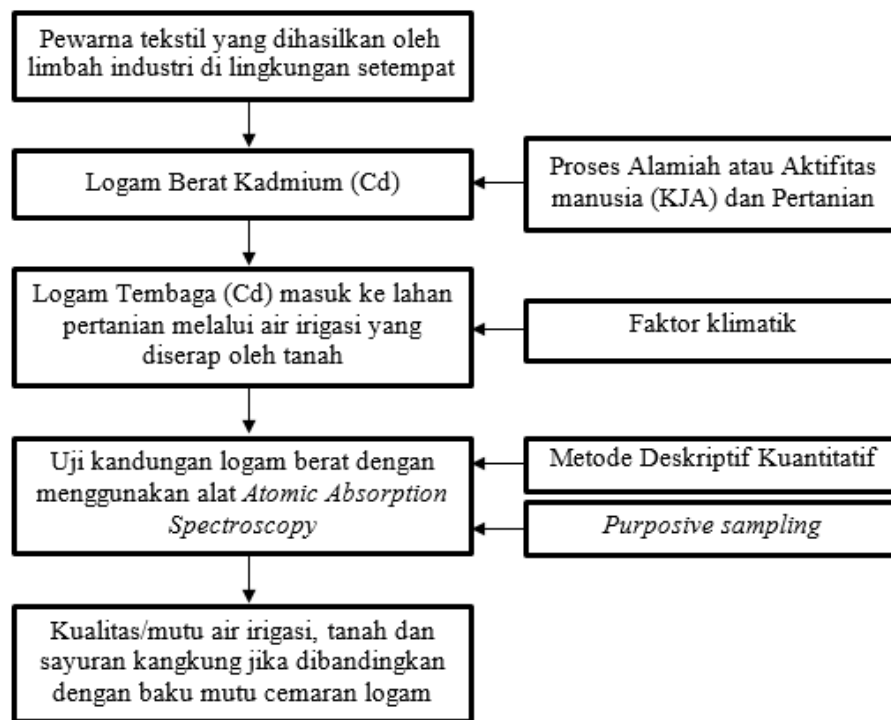 Pewarna tekstil yang dihasilkan oleh
limbah industri di lingkungan setempat
Logam Berat Kadmium (Cd)
Proses Alamiah atau Aktifitas
manusia (KJA) dan Pertanian
Logam Tembaga (Cd) masuk ke lahan
pertanian melalui air irigasi yang
diserap oleh tanah
Faktor klimatik
Uji kandungan logam berat dengan
menggunakan alat Atomic Absorption
Spectroscopy
Metode Deskriptif Kuantitatif
Purposive sampling
Kualitas/mutu air irigasi, tanah dan
sayuran kangkung jika dibandingkan
dengan baku mutu cemaran logam